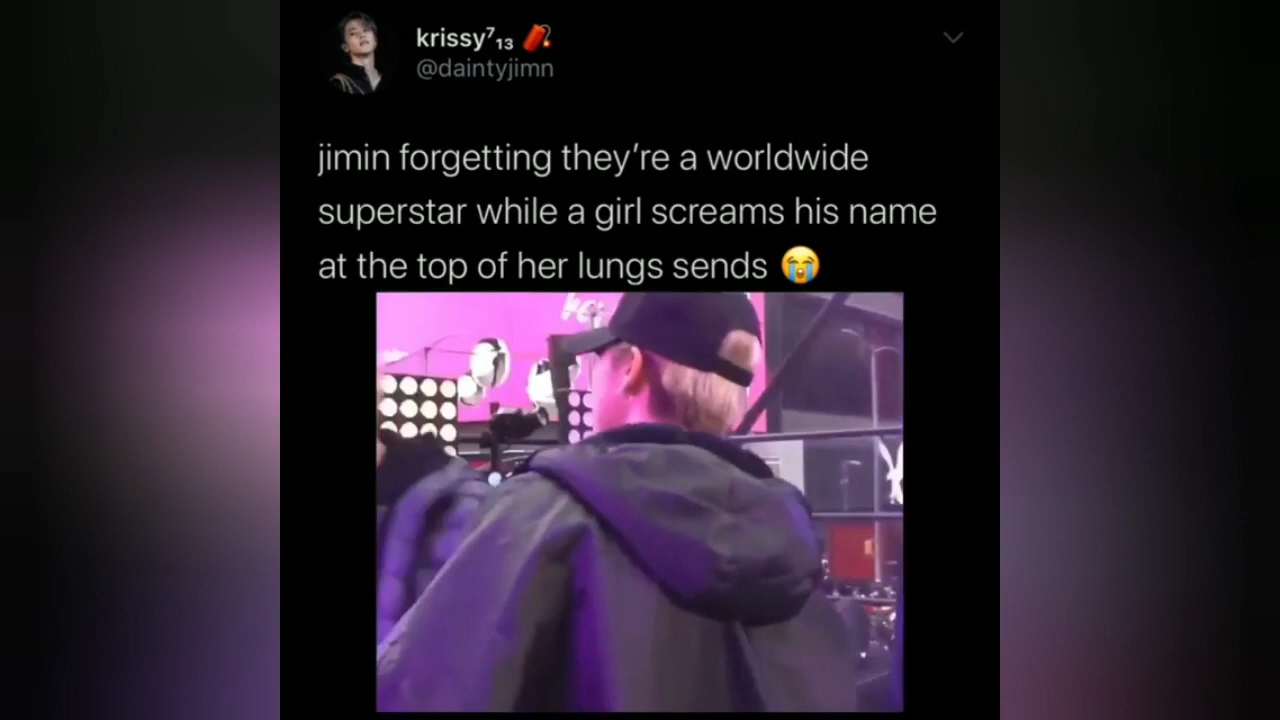 krissy⁷₁₃ 🧨
@daintyjimn
jimin forgetting they’re a worldwide
superstar while a girl screams his name
at the top of her lungs sends 😭